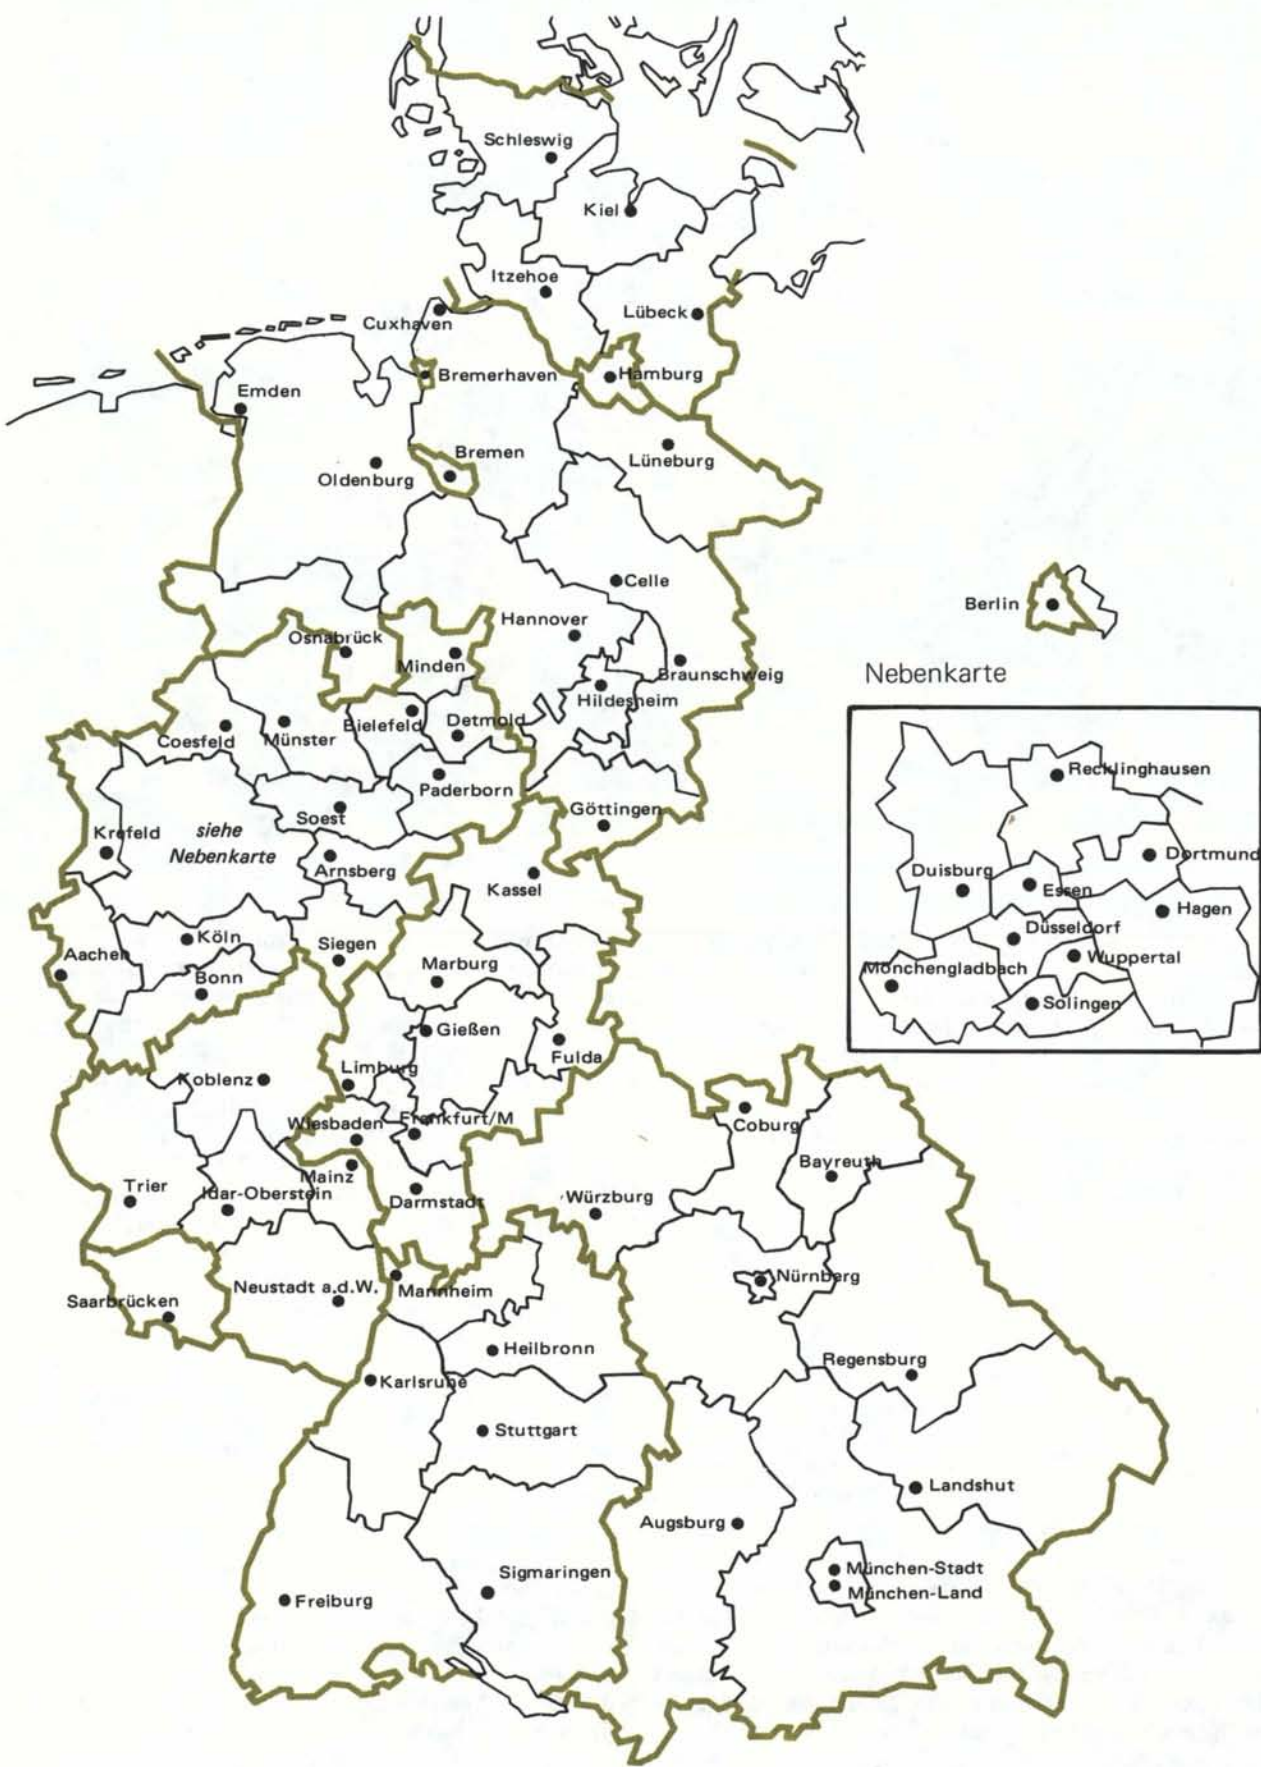 Schleswig
Kiel
Itzehoe
Lübeck
Cuxhaven
Bremerhaven
Hamburg
Emden
Bremen
Lüneburg
Oldenburg
Celle
Berlin
Hannover
Osnabrück
Minden
Braunschweig
Nebenkarte
Hildesheim
Bielefeld
Detmold
Coesfeld
Münster
Recklinghausen
Paderborn
Göttingen
Soest
Krefeld
siehe
Nebenkarte
Dortmund
Arnsberg
Kassel
Duisburg
Essen
Hagen
Köln
Siegen
Düsseldorf
Aachen
Marburg
Wuppertal
Mönchengladbach
Bonn
Solingen
Gießen
Fulda
Limburg
Koblenz
Wiesbaden
Frankfurt/M
Coburg
Bayreuth
Mainz
Trier
Idar-Oberstein
Darmstadt
Würzburg
Nürnberg
Neustadt a.d.W.
Mannheim
Saarbrücken
Heilbronn
Regensburg
Karlsruhe
Stuttgart
Landshut
Augsburg
München-Stadt
Sigmaringen
München-Land
Freiburg